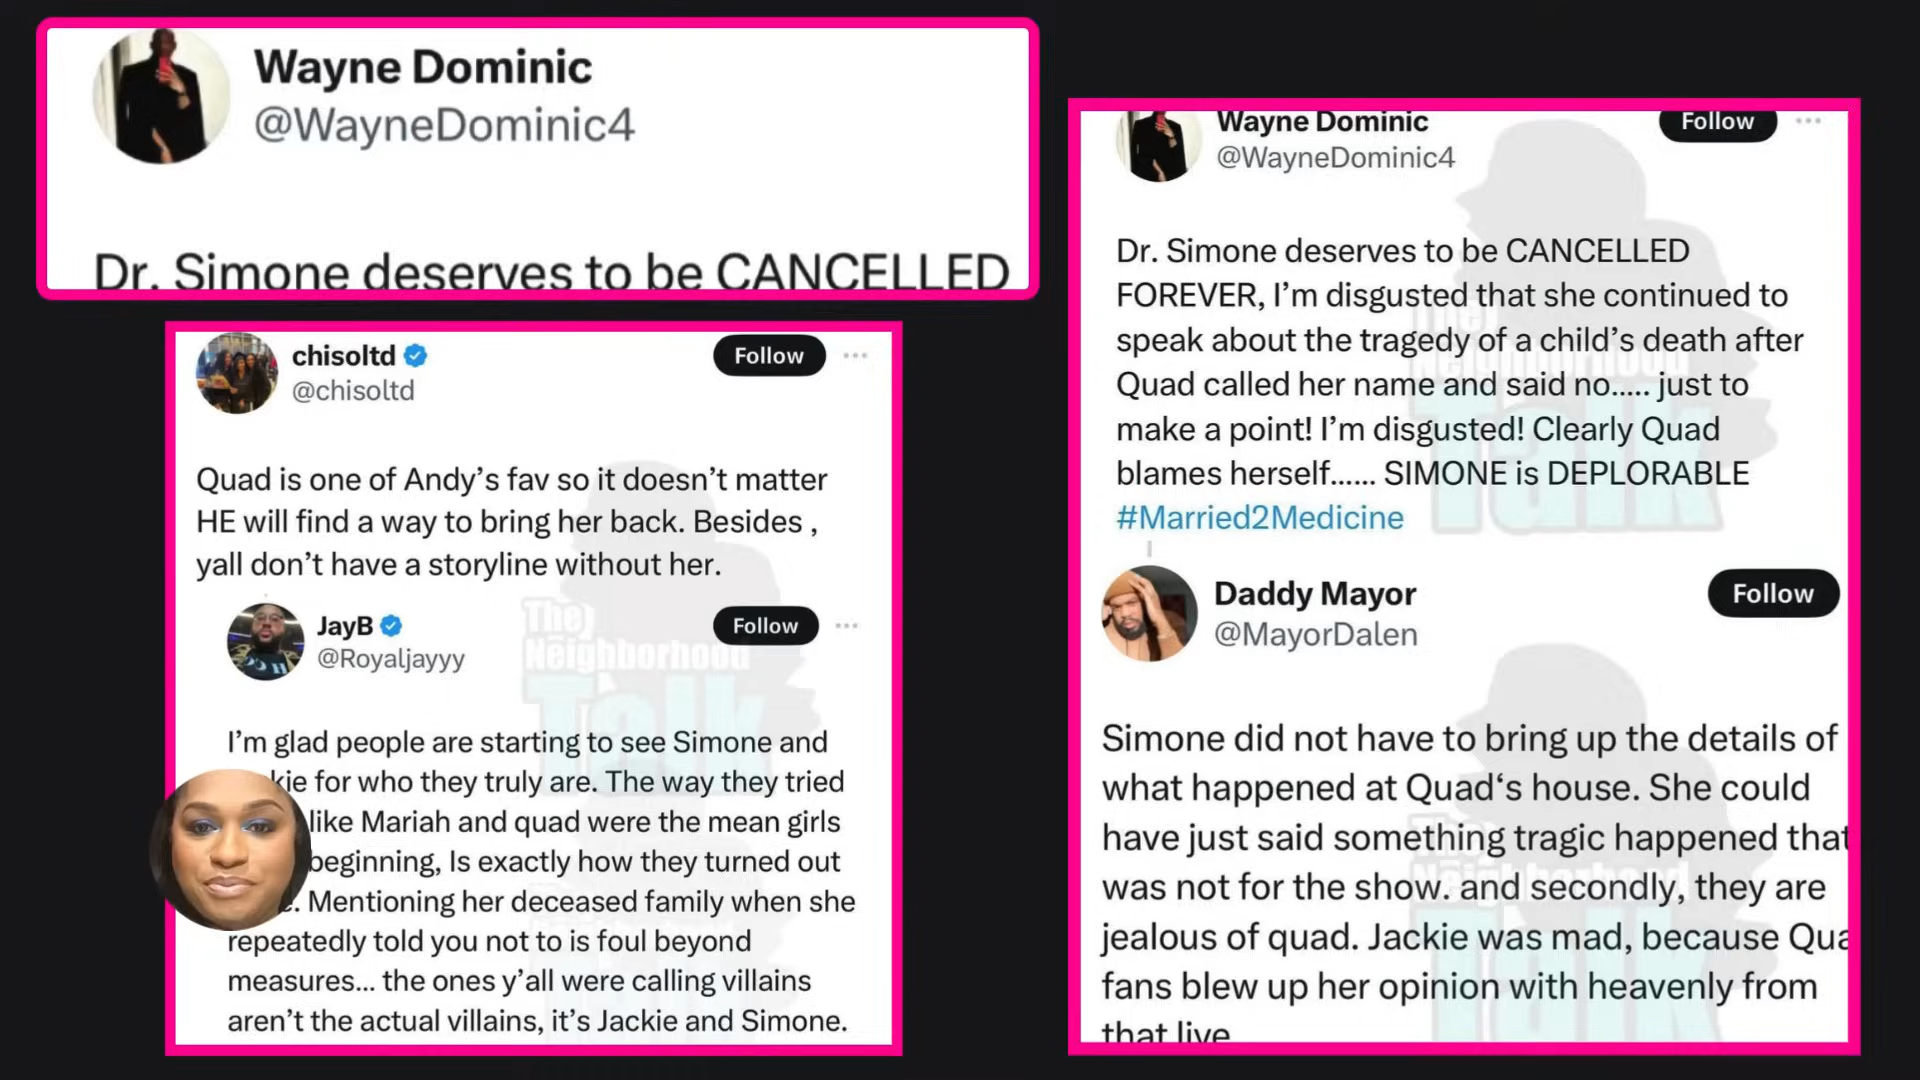 Wayne Dominic
@WayneDominic4
Dr. Simone deserves to be CANCELLED
chisoltd
@chisoltd
Follow
Quad is one of Andy’s fav so it doesn’t matter
HE will find a way to bring her back. Besides ,
yall don’t have a storyline without her.
JayB
@Royaljayyy
Follow
I’m glad people are starting to see Simone and
kie for who they truly are. The way they tried
like Mariah and quad were the mean girls
beginning, Is exactly how they turned out
. Mentioning her deceased family when she
repeatedly told you not to is foul beyond
measures... the ones y’all were calling villains
aren’t the actual villains, it’s Jackie and Simone.
The Neighborhood Talk
Wayne Dominic
@WayneDominic4
Follow
Dr. Simone deserves to be CANCELLED
FOREVER, I’m disgusted that she continued to
speak about the tragedy of a child’s death after
Quad called her name and said no..... just to
make a point! I’m disgusted! Clearly Quad
blames herself...... SIMONE is DEPLORABLE
#Married2Medicine
The Neighborhood Talk
Daddy Mayor
@MayorDalen
Follow
Simone did not have to bring up the details of
what happened at Quad‘s house. She could
have just said something tragic happened that
was not for the show. and secondly, they are
jealous of quad. Jackie was mad, because Qua
fans blew up her opinion with heavenly from
that live